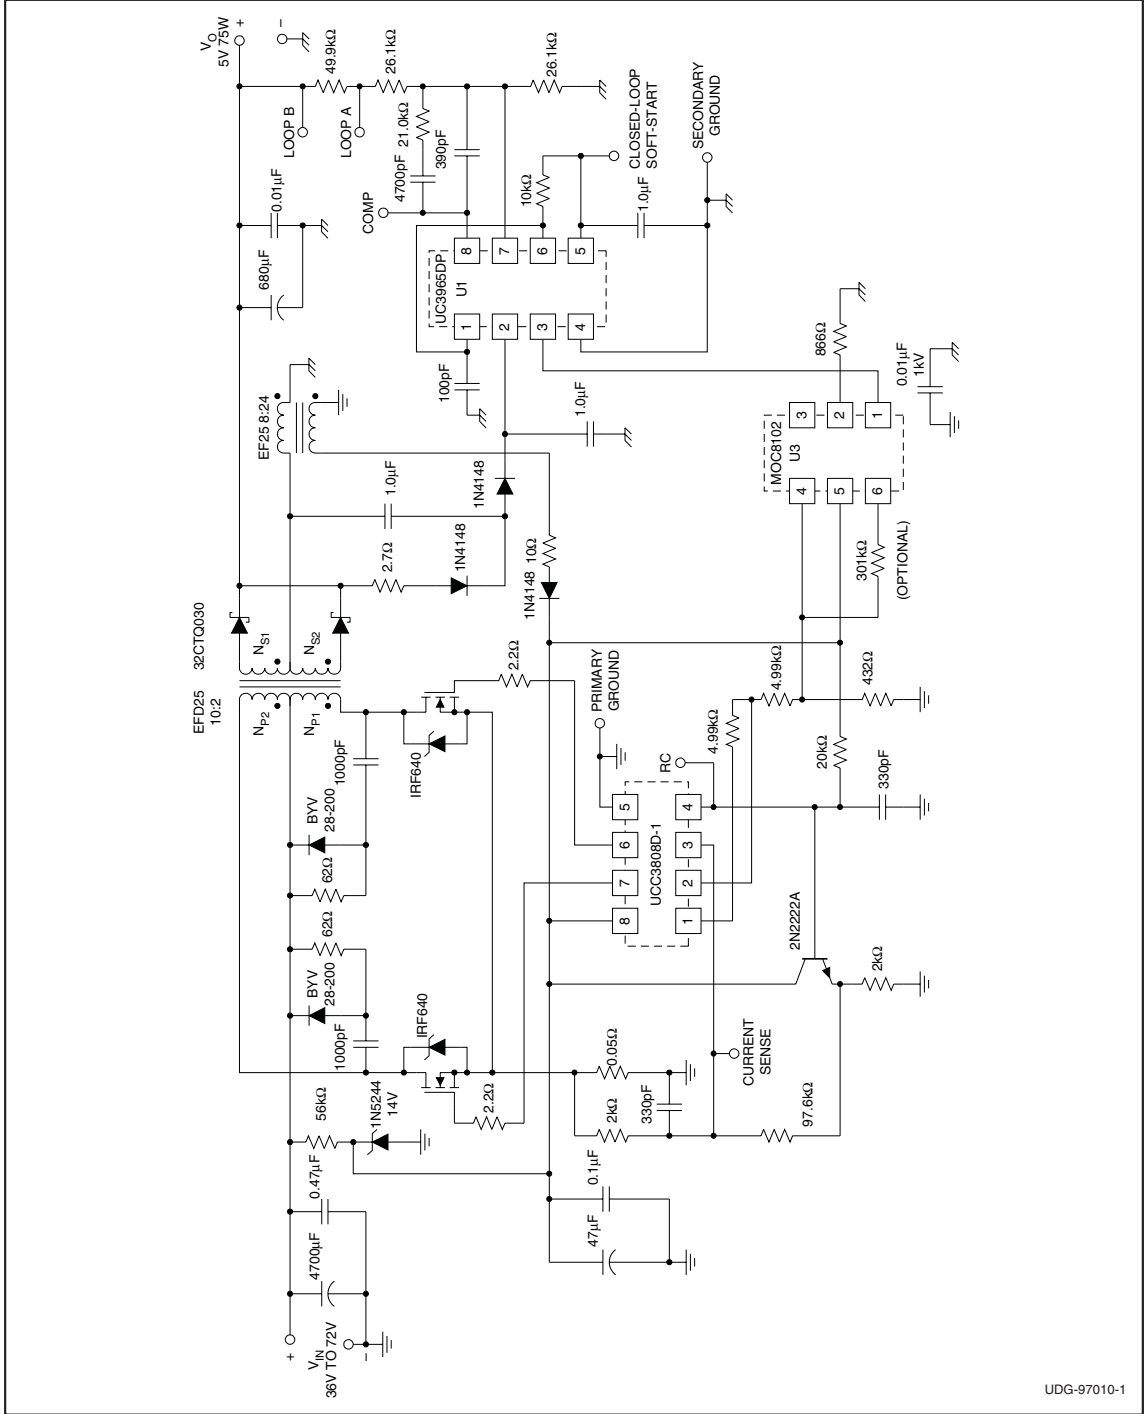 V_O
5V 75W
+
–
LOOP B
49.9kΩ
LOOP A
26.1kΩ
4700pF 21.0kΩ
390pF
26.1kΩ
CLOSED-LOOP
SOFT-START
SECONDARY
GROUND
0.01µF
680µF
COMP
10kΩ
1.0µF
UC3965DP
U1
8
7
6
5
1
2
3
4
100pF
1.0µF
866Ω
0.01µF
1kV
EF25 8:24
1.0µF
1N4148
2.7Ω
1N4148
1N4148 10Ω
MOC8102
U3
3
2
1
4
5
6
301kΩ
(OPTIONAL)
EFD25
10:2
32CTQ030
N_S1
N_S2
N_P2
N_P1
2.2Ω
PRIMARY
GROUND
4.99kΩ
4.99kΩ
432Ω
1000pF
IRF640
RC
20kΩ
330pF
BYV
28-200
62Ω
62Ω
BYV
28-200
1000pF
IRF640
UCC3808D-1
5
6
7
8
4
3
2
1
2N2222A
2kΩ
56kΩ
1N5244
14V
2.2Ω
0.05Ω
2kΩ
330pF
CURRENT
SENSE
97.6kΩ
0.47µF
4700µF
0.1µF
47µF
+
V_IN
36V TO 72V
–
UDG-97010-1